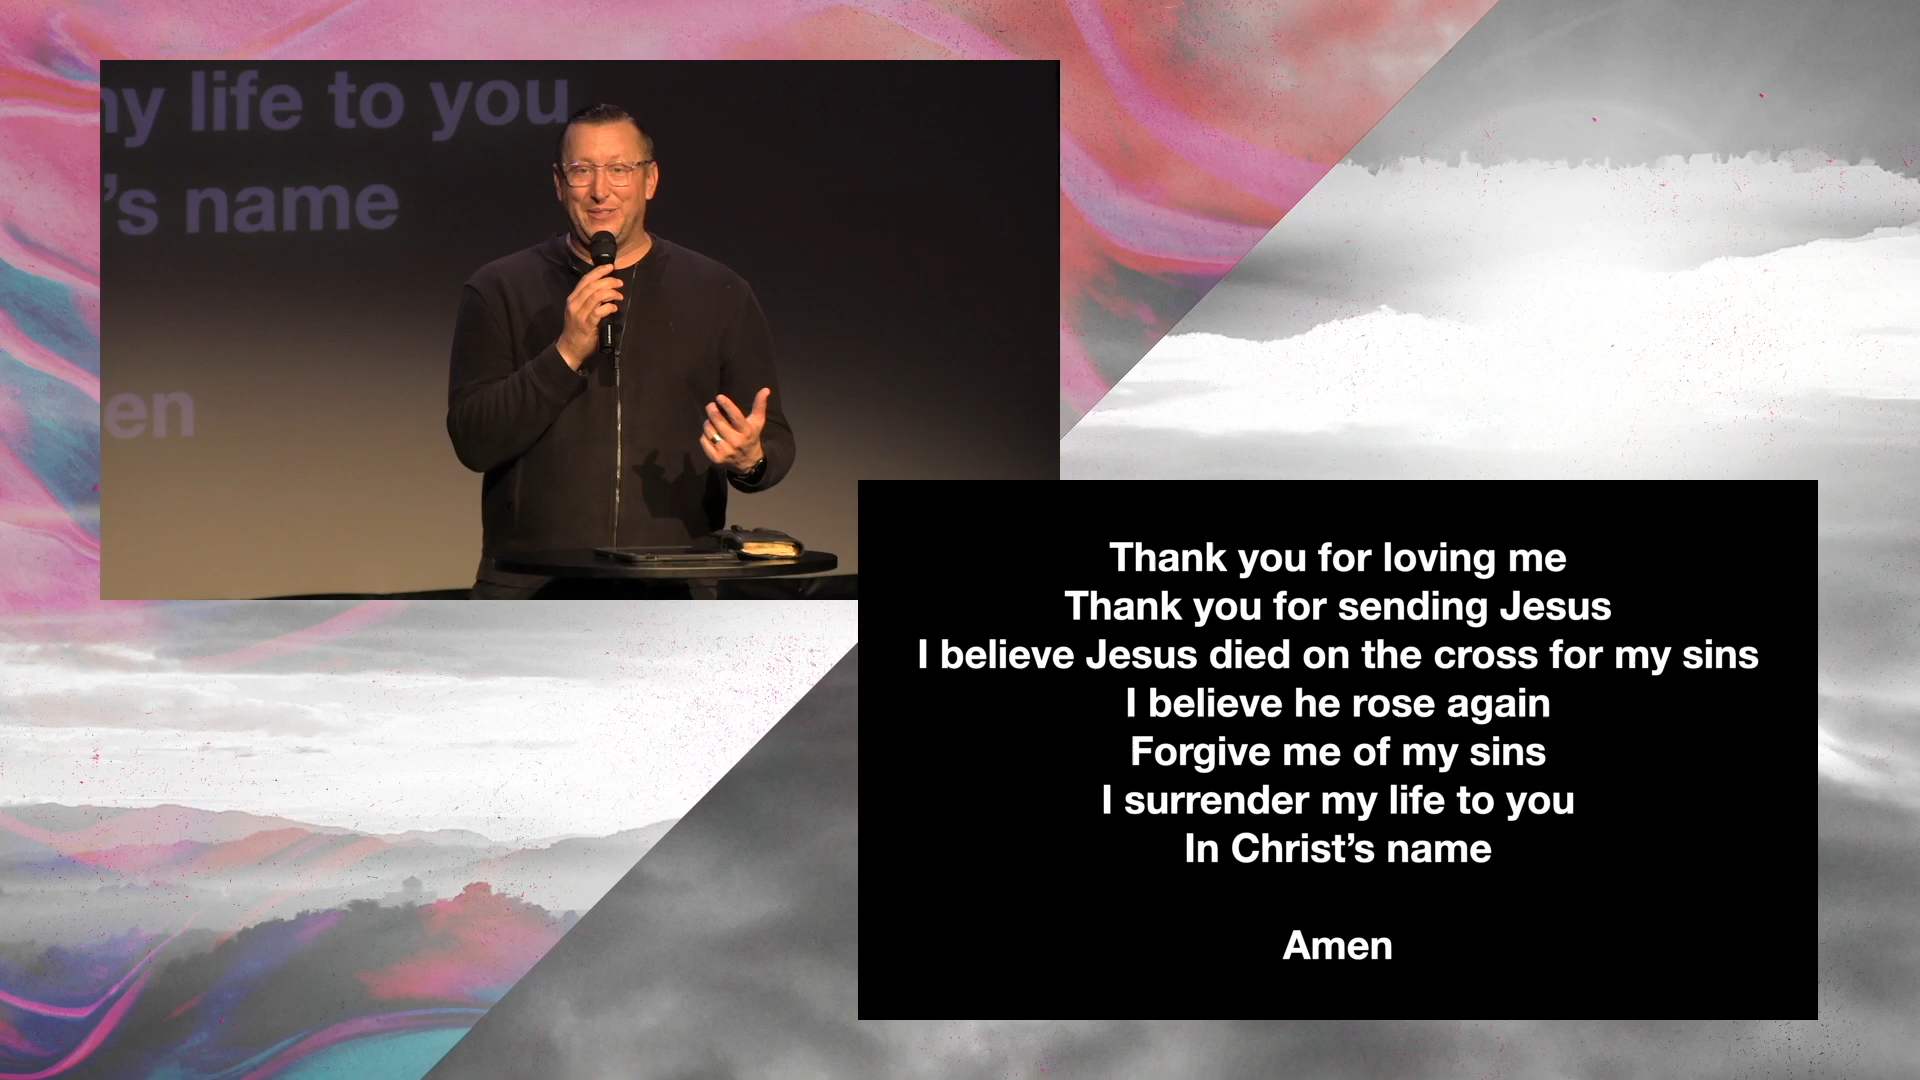 my life to you
’s name
en
Thank you for loving me
Thank you for sending Jesus
I believe Jesus died on the cross for my sins
I believe he rose again
Forgive me of my sins
I surrender my life to you
In Christ’s name
Amen